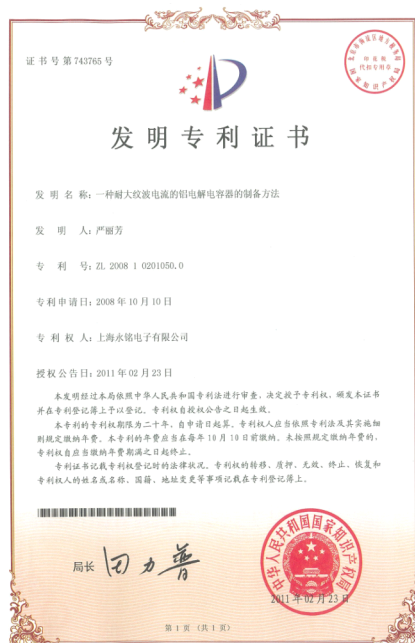 证书号第743765号
发明专利证书
发明名称：一种耐大纹波电流的铝电解电容器的制备方法
发明人：严丽芳
专利号：ZL 2008 1 0201050.0
专利申请日：2008年10月10日
专利权人：上海永铭电子有限公司
授权公告日：2011年02月23日
本发明经过本局依照中华人民共和国专利法进行审查，决定授予专利权，颁发本证书
并在专利登记簿上予以登记。专利权自授权公告之日起生效。
本专利的专利权期限为二十年，自申请日起算。专利权人应当依照专利法及其实施细
则规定缴纳年费。本专利的年费应当在每年10月10日前缴纳。未按照规定缴纳年费的，
专利权自应当缴纳年费期满之日起终止。
专利证书记载专利权登记时的法律状况。专利权的转移、质押、无效、终止、恢复和
专利权人的姓名或名称、国籍、地址变更等事项记载在专利登记簿上。
局长 田力普
中华人民共和国国家知识产权局
2011年02月23日
第1页（共1页）